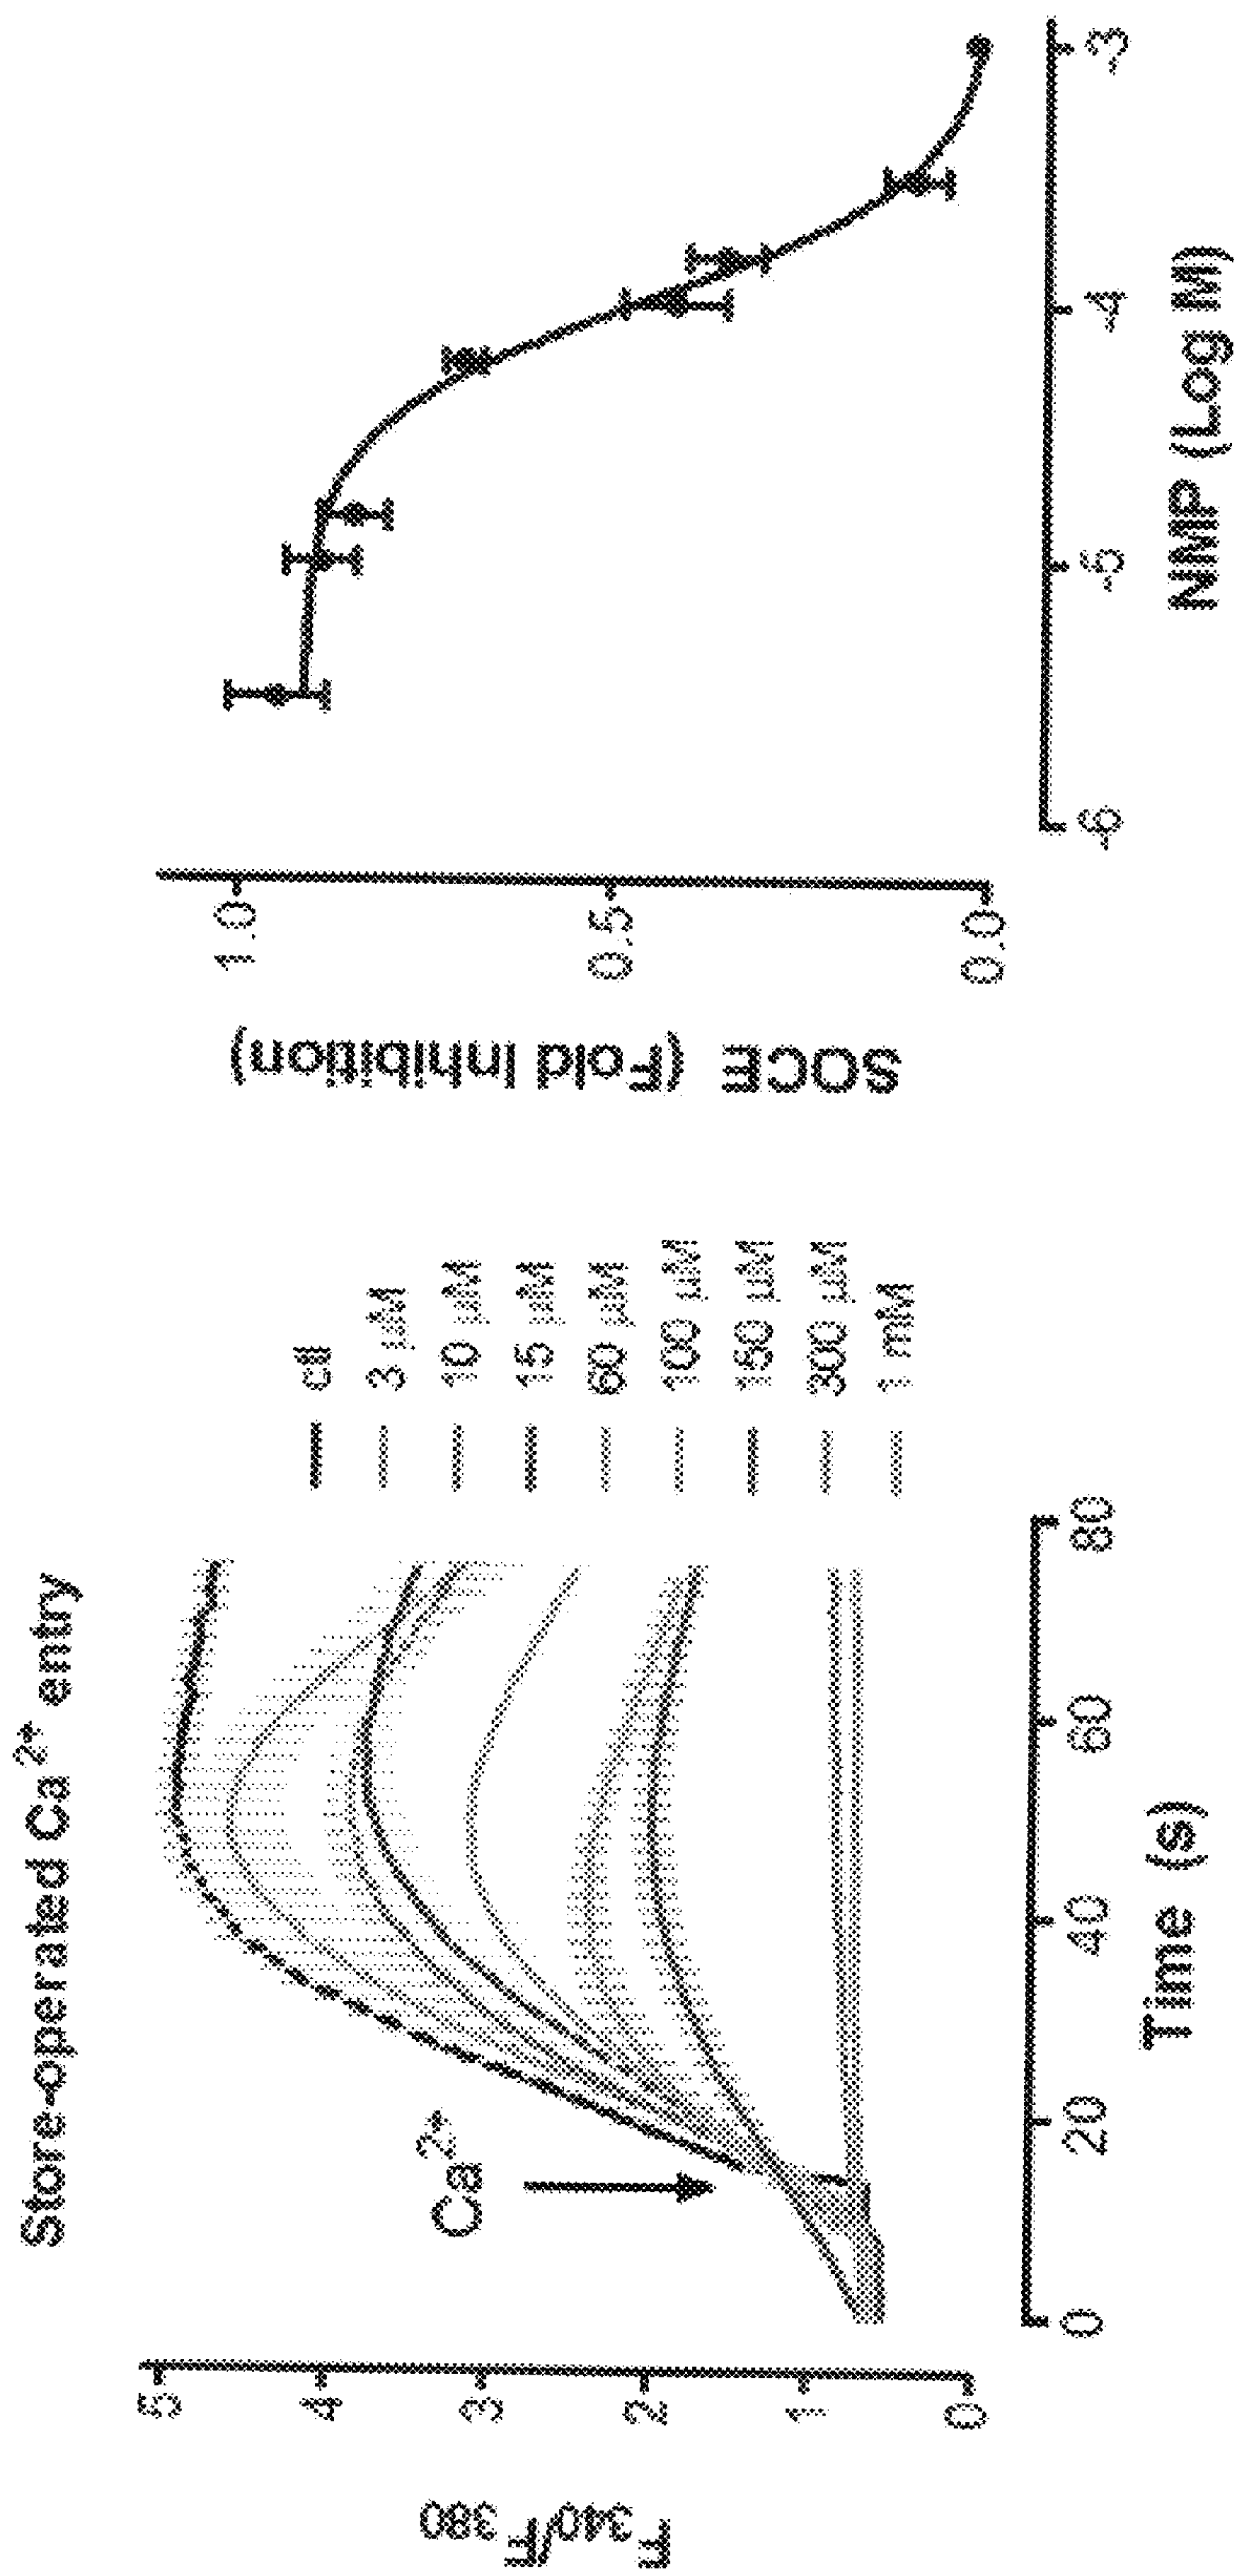 Store-operated Ca2+ entry
F340/F380
5
4
3
2
1
0
Ca2+
0
20
40
60
80
Time (s)
ctl
3 µM
10 µM
15 µM
60 µM
100 µM
150 µM
300 µM
1 mM
SOCE (Fold Inhibition)
1.0
0.5
0.0
-6
-5
-4
-3
NMP (Log M)